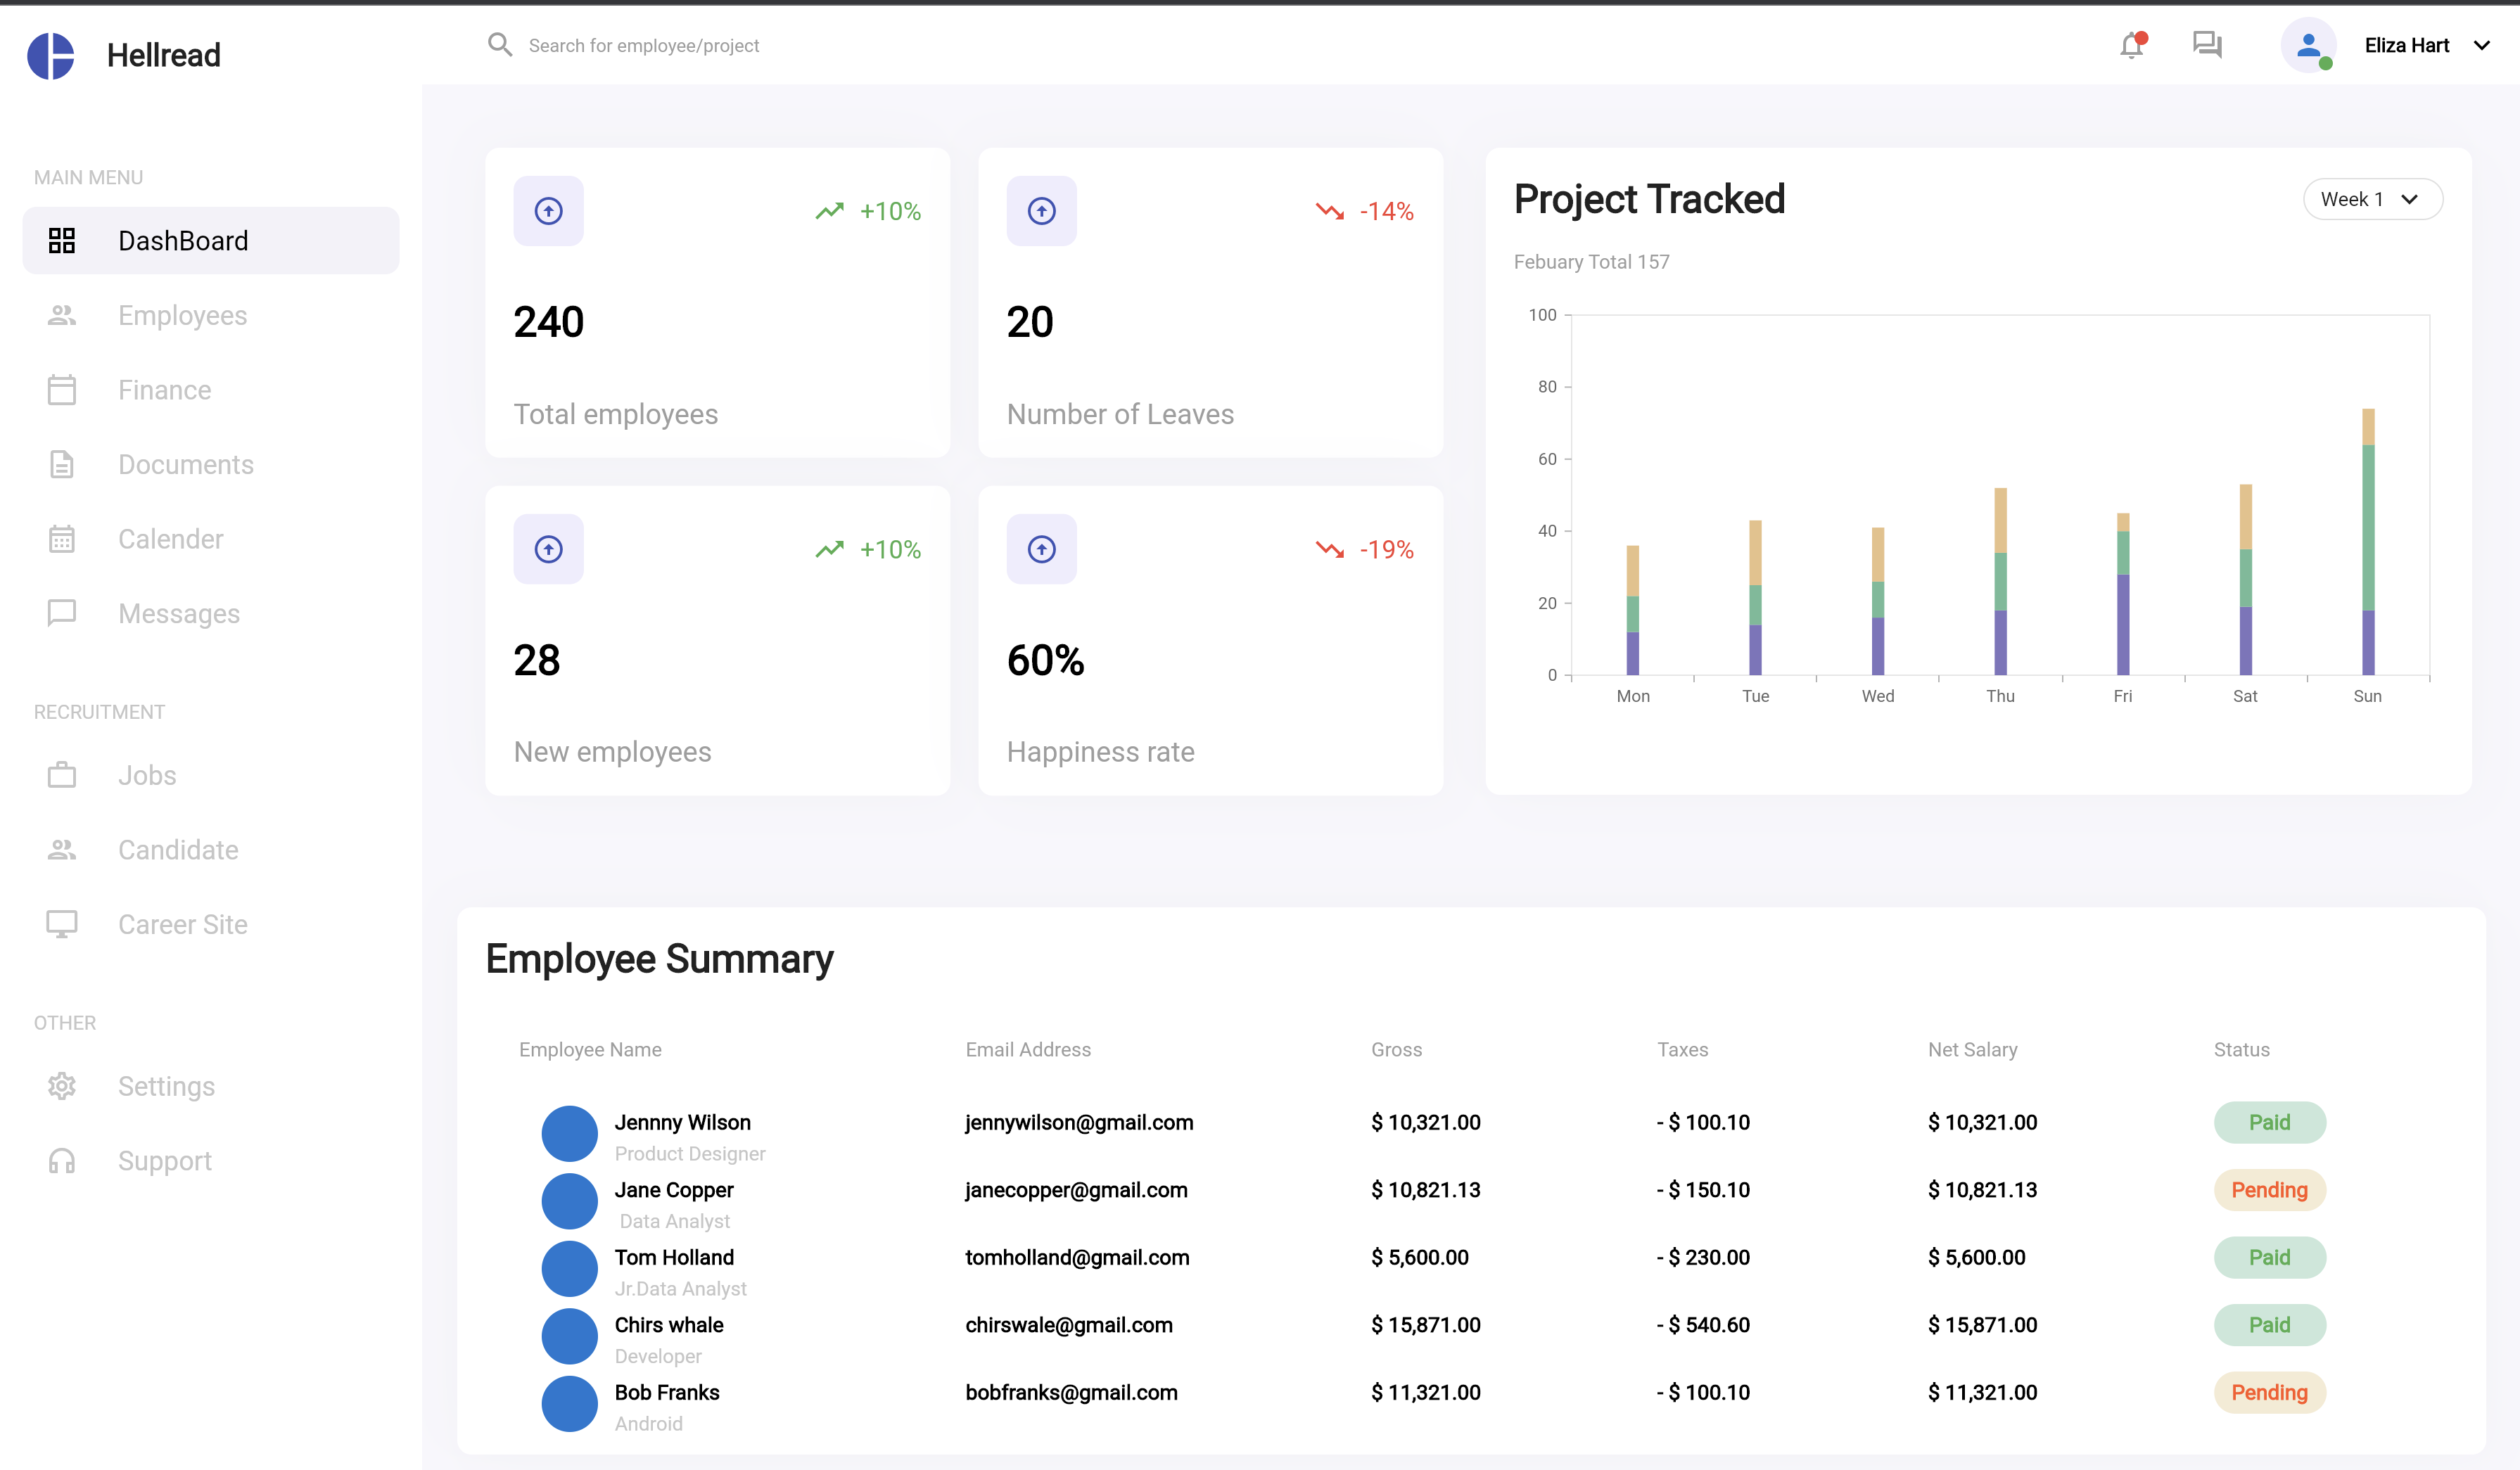 Hellread
Search for employee/project
Eliza Hart
MAIN MENU
DashBoard
Employees
Finance
Documents
Calender
Messages
RECRUITMENT
Jobs
Candidate
Career Site
OTHER
Settings
Support
+10%
240
Total employees
-14%
20
Number of Leaves
+10%
28
New employees
-19%
60%
Happiness rate
Project Tracked
Week 1
Febuary Total 157
100
80
60
40
20
0
Mon Tue Wed Thu Fri Sat Sun
Employee Summary
Employee Name Email Address Gross Taxes Net Salary Status
Jennny Wilson jennywilson@gmail.com $ 10,321.00 - $ 100.10 $ 10,321.00 Paid
Product Designer
Jane Copper janecopper@gmail.com $ 10,821.13 - $ 150.10 $ 10,821.13 Pending
Data Analyst
Tom Holland tomholland@gmail.com $ 5,600.00 - $ 230.00 $ 5,600.00 Paid
Jr.Data Analyst
Chirs whale chirswale@gmail.com $ 15,871.00 - $ 540.60 $ 15,871.00 Paid
Developer
Bob Franks bobfranks@gmail.com $ 11,321.00 - $ 100.10 $ 11,321.00 Pending
Android